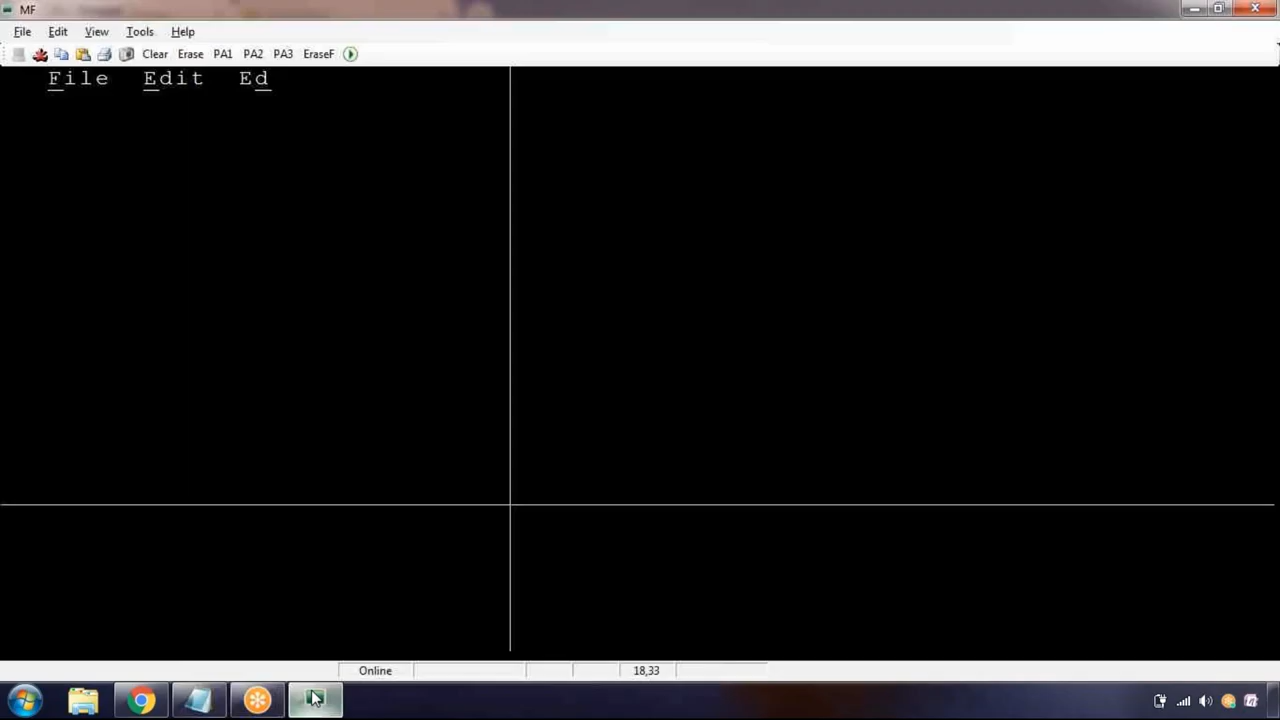 MF
File Edit View Tools Help
Clear Erase PA1 PA2 PA3 EraseF
File Edit Ed
Online 18,33